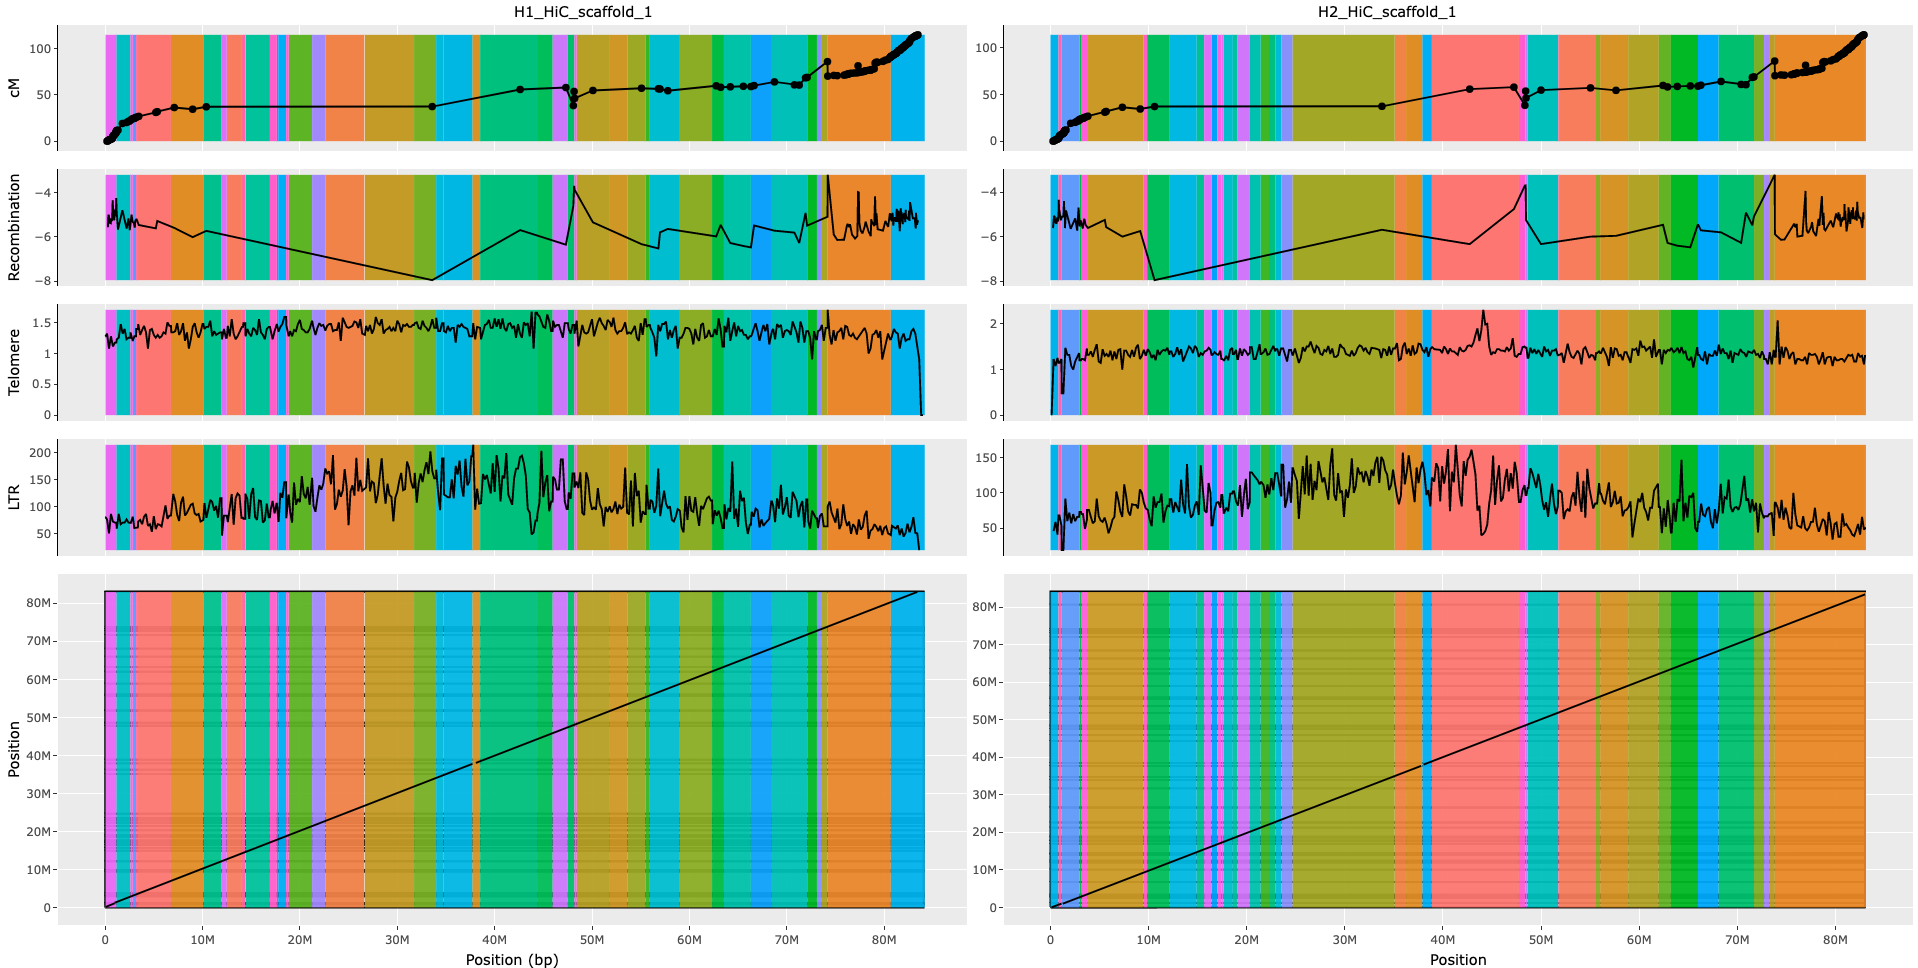 H1_HiC_scaffold_1 H2_HiC_scaffold_1
cM
100
50
0
100
50
0
Recombination
−4
−6
−8
−4
−6
−8
Telomere
1.5
1
0.5
0
2
1
0
LTR
200
150
100
50
150
100
50
Position
80M
70M
60M
50M
40M
30M
20M
10M
0
80M
70M
60M
50M
40M
30M
20M
10M
0
0 10M 20M 30M 40M 50M 60M 70M 80M
0 10M 20M 30M 40M 50M 60M 70M 80M
Position (bp) Position